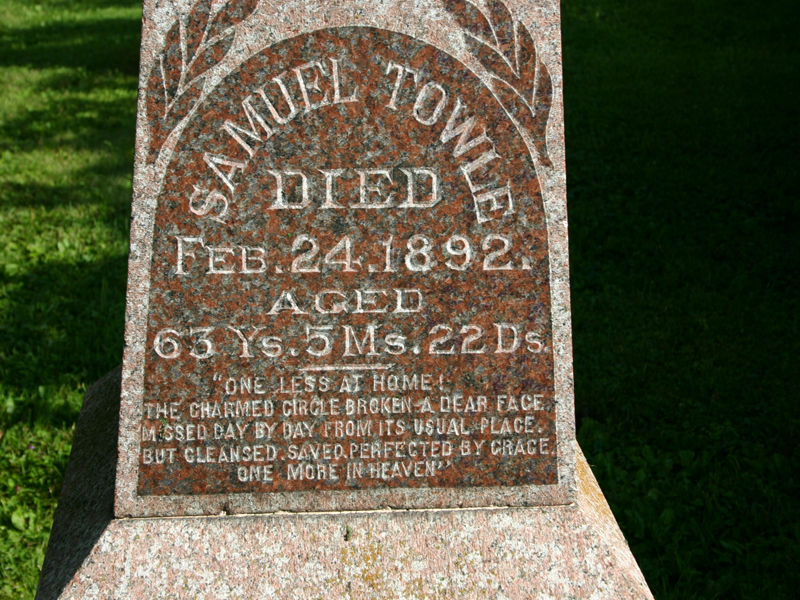 SAMUEL TOWLE
DIED
FEB. 24. 1892.
AGED
63 Ys. 5 Ms. 22 Ds.
"ONE LESS AT HOME!
THE CHARMED CIRCLE BROKEN-A DEAR FACE
MISSED DAY BY DAY FROM ITS USUAL PLACE.
BUT CLEANSED, SAVED, PERFECTED BY GRACE.
ONE MORE IN HEAVEN"